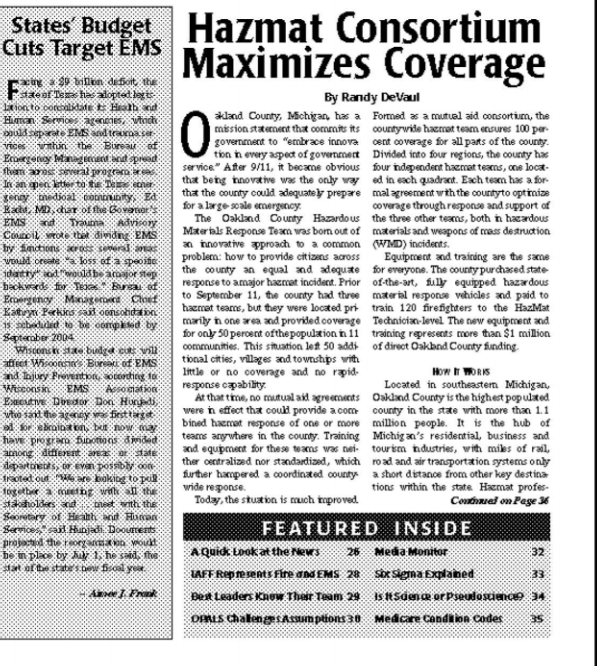 States' Budget
Cuts Target EMS
Facing a $9 billion deficit, the
state of Texas has adopted legis-
lation to consolidate its Health and
Human Services agencies, which
could separate EMS and trauma ser-
vices within the Bureau of
Emergency Management and spread
them across several program areas.
In an open letter to the Texas emer-
gency medical community, Ed
Racht, MD, chair of the Governor's
EMS and Trauma Advisory
Council, wrote that dividing EMS
by functions across several areas
would create "a loss of a specific
identity" and "would be a major step
backwards for Texas." Bureau of
Emergency Management Chief
Kathryn Perkins said consolidation
is scheduled to be completed by
September 2004.
Wisconsin state budget cuts will
affect Wisconsin's Bureau of EMS
and Injury Prevention, according to
Wisconsin EMS Association
Executive Director Don Hunjadi,
who said the agency was first target-
ed for elimination, but now may
have program functions divided
among different areas or state
departments, or even possibly con-
tracted out. "We are looking to pull
together a meeting with all the
stakeholders and ... meet with the
Secretary of Health and Human
Services," said Hunjadi. Documents
projected the reorganization would
be in place by July 1, he said, the
start of the state's new fiscal year.
– Aimee J. Frank
Hazmat Consortium
Maximizes Coverage
By Randy DeVaul
Oakland County, Michigan, has a
mission statement that commits its
government to "embrace innova
tion in every aspect of government
service." After 9/11, it became obvious
that being innovative was the only way
that the county could adequately prepare
for a large-scale emergency.
The Oakland County Hazardous
Materials Response Team was born out of
an innovative approach to a common
problem: how to provide citizens across
the county an equal and adequate
response to a major hazmat incident. Prior
to September 11, the county had three
hazmat teams, but they were located pri-
marily in one area and provided coverage
for only 50 percent of the population in 11
communities. This situation left 50 addi-
tional cities, villages and townships with
little or no coverage and no rapid-
response capability.
At that time, no mutual aid agreements
were in effect that could provide a com-
bined hazmat response of one or more
teams anywhere in the county. Training
and equipment for these teams was nei-
ther centralized nor standardized, which
further hampered a coordinated county-
wide response.
Today, the situation is much improved.
Formed as a mutual aid consortium, the
countywide hazmat team ensures 100 per-
cent coverage for all parts of the county.
Divided into four regions, the county has
four independent hazmat teams, one locat-
ed in each quadrant. Each team has a for-
mal agreement with the county to optimize
coverage through response and support of
the three other teams, both in hazardous
materials and weapons of mass destruction
(WMD) incidents.
Equipment and training are the same
for everyone. The county purchased state-
of-the-art, fully equipped hazardous
material response vehicles and paid to
train 120 firefighters to the HazMat
Technician-level. The new equipment and
training represents more than $1 million
of direct Oakland County funding.
How It Works
Located in southeastern Michigan,
Oakland County is the highest populated
county in the state with more than 1.1
million people. It is the hub of
Michigan's residential, business and
tourism industries, with miles of rail,
road and air transportation systems only
a short distance from other key destina-
tions within the state. Hazmat profes-
Continued on Page 36
FEATURED INSIDE
A Quick Look at the News 26
IAFF Represents Fire and EMS 28
Best Leaders Know Their Team 29
OPALS Challenges Assumptions 30
Media Monitor 32
Six Sigma Explained 33
Is It Science or Pseudoscience? 34
Medicare Condition Codes 35